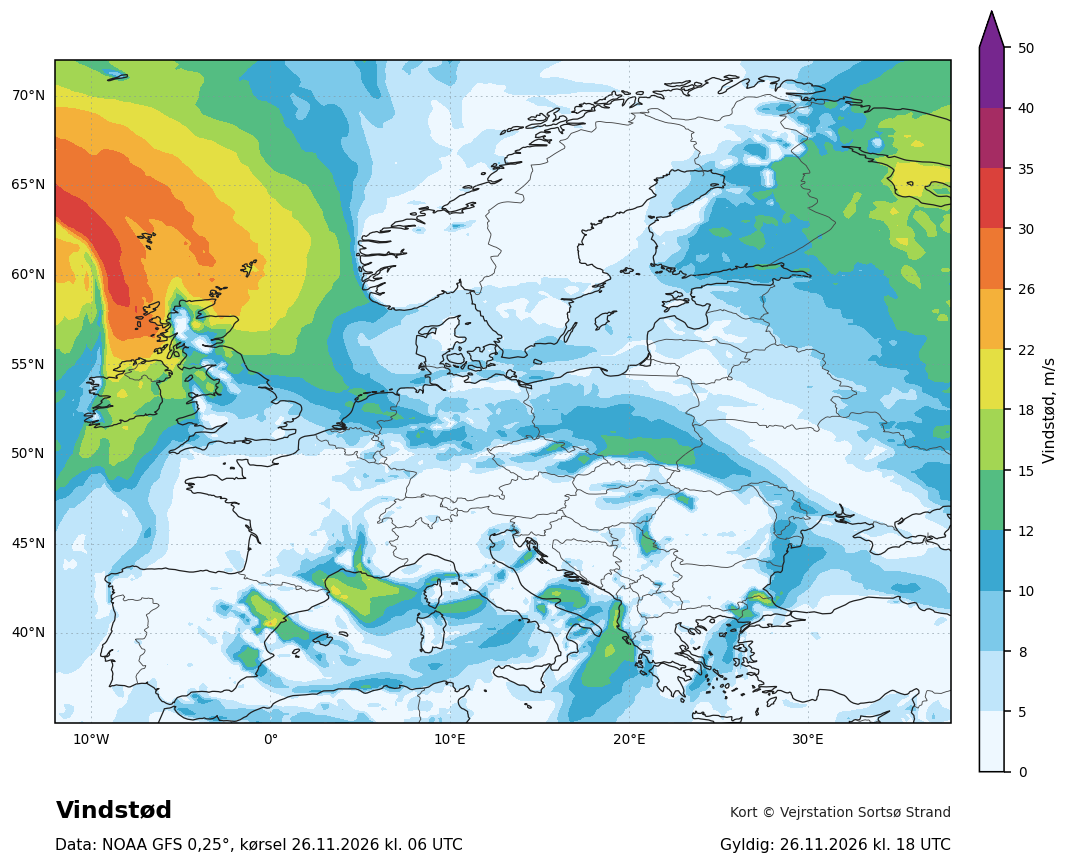 50
40
35
30
26
22
18
15
12
10
8
5
0
Vindstød, m/s
70°N
65°N
60°N
55°N
50°N
45°N
40°N
10°W
0°
10°E
20°E
30°E
Vindstød
Kort © Vejrstation Sortsø Strand
Data: NOAA GFS 0,25°, kørsel 26.11.2026 kl. 06 UTC
Gyldig: 26.11.2026 kl. 18 UTC